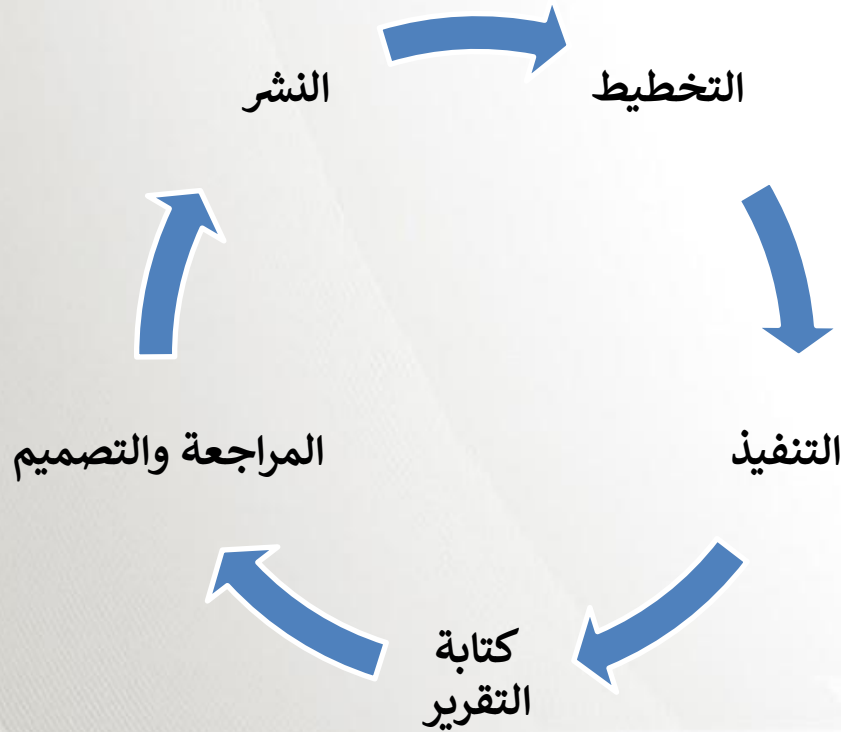 التخطيط
التنفيذ
كتابة
التقرير
المراجعة والتصميم
النشر